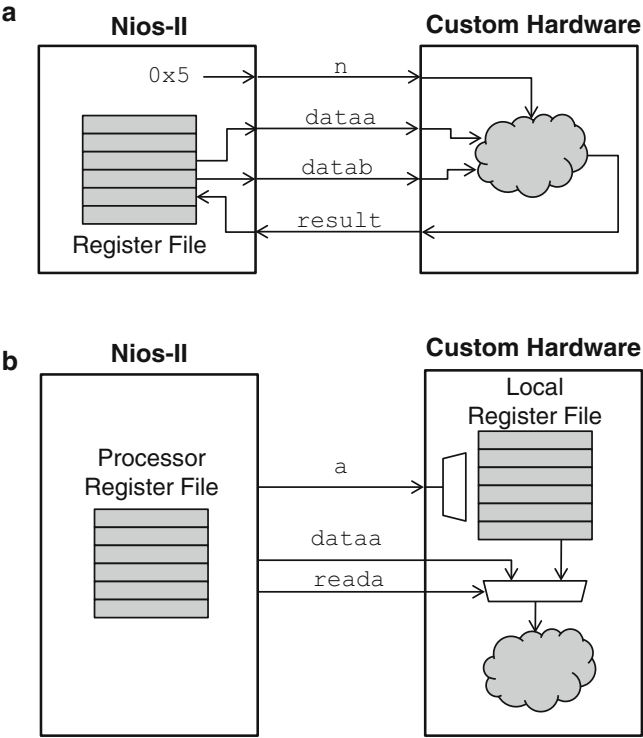 a
Nios-II
Custom Hardware
0x5
n
dataa
datab
result
Register File
b
Nios-II
Custom Hardware
Local
Register File
Processor
Register File
a
dataa
reada